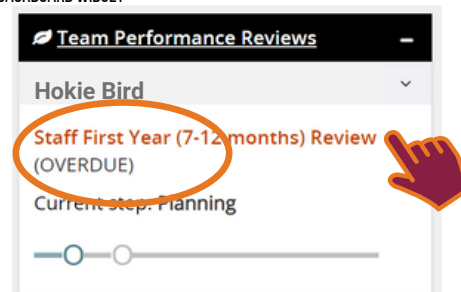 Team Performance Reviews
Hokie Bird
Staff First Year (7-12 months) Review
(OVERDUE)
Current step: Planning